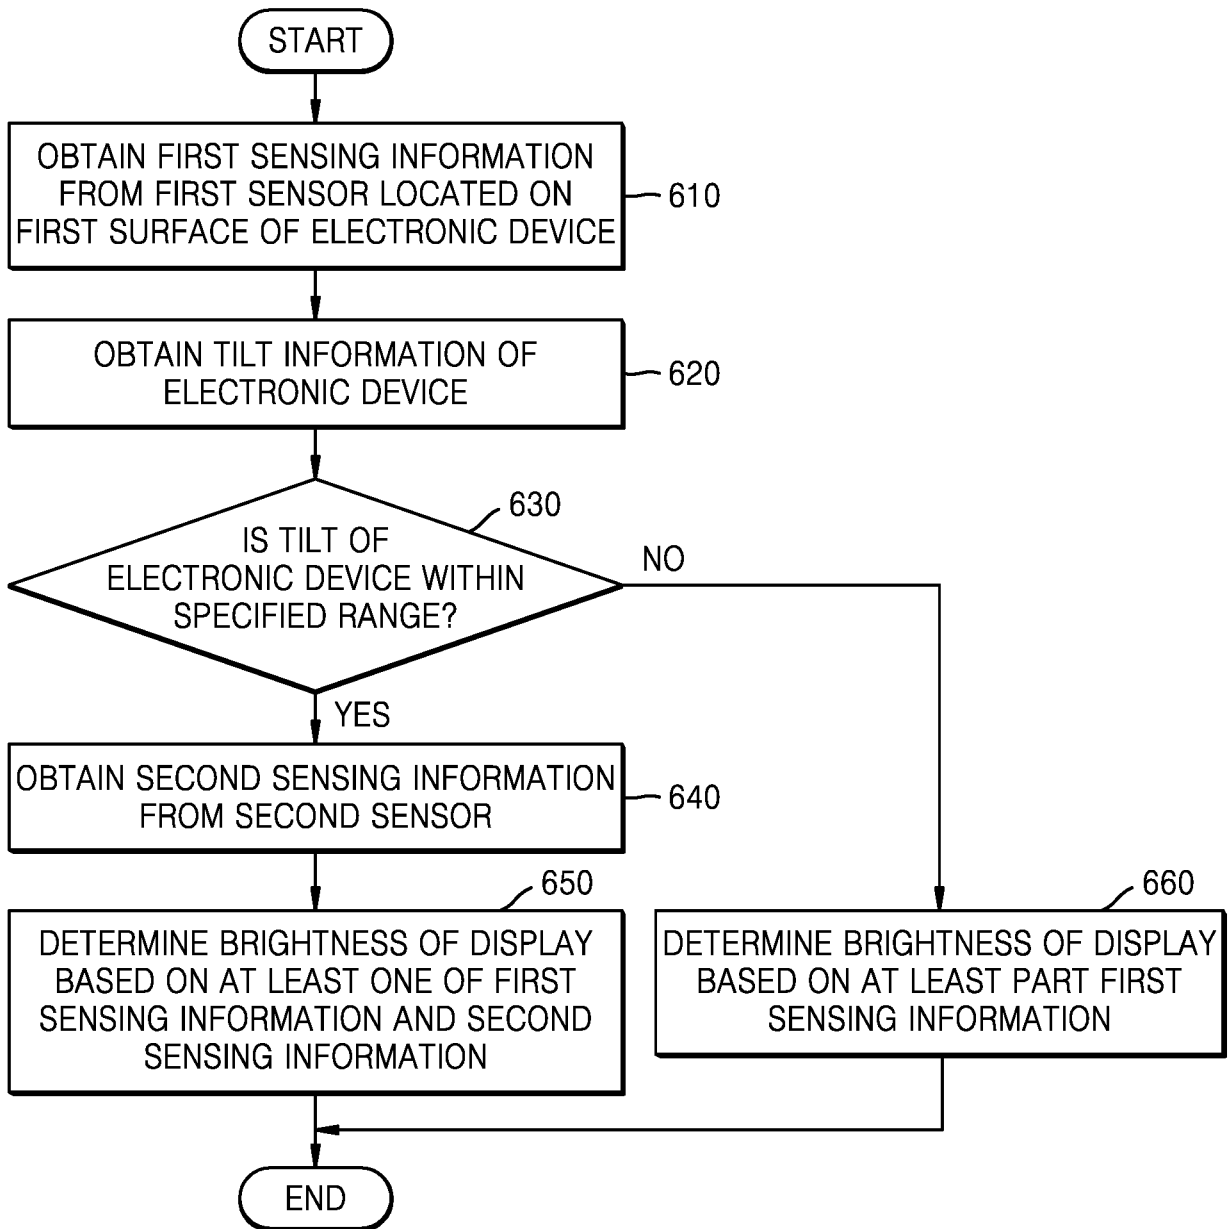 START
OBTAIN FIRST SENSING INFORMATION
FROM FIRST SENSOR LOCATED ON
FIRST SURFACE OF ELECTRONIC DEVICE
610
OBTAIN TILT INFORMATION OF
ELECTRONIC DEVICE
620
630
IS TILT OF
ELECTRONIC DEVICE WITHIN
SPECIFIED RANGE?
NO
YES
OBTAIN SECOND SENSING INFORMATION
FROM SECOND SENSOR
640
650
DETERMINE BRIGHTNESS OF DISPLAY
BASED ON AT LEAST ONE OF FIRST
SENSING INFORMATION AND SECOND
SENSING INFORMATION
660
DETERMINE BRIGHTNESS OF DISPLAY
BASED ON AT LEAST PART FIRST
SENSING INFORMATION
END